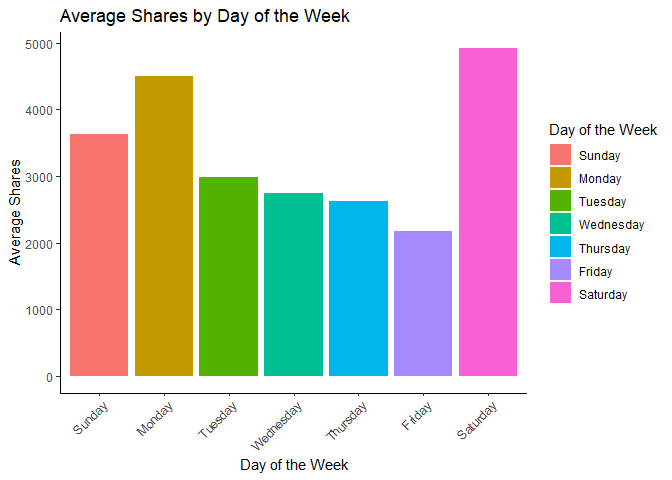 Average Shares by Day of the Week
Average Shares
5000
4000
3000
2000
1000
0
Sunday
Monday
Tuesday
Wednesday
Thursday
Friday
Saturday
Day of the Week
Day of the Week
Sunday
Monday
Tuesday
Wednesday
Thursday
Friday
Saturday